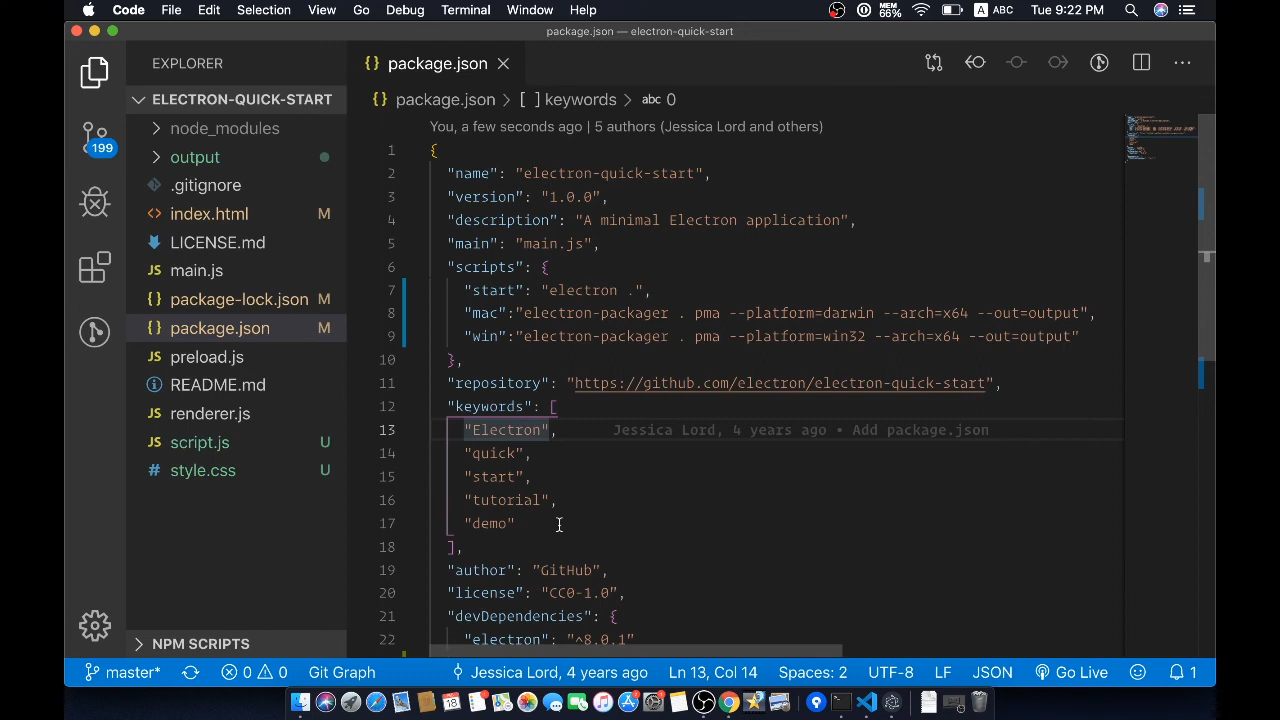 Code File Edit Selection View Go Debug Terminal Window Help MEM 66% A ABC Tue 9:22 PM
package.json — electron-quick-start
EXPLORER
ELECTRON-QUICK-START
node_modules
output
.gitignore
index.html M
LICENSE.md
main.js
package-lock.json M
package.json M
preload.js
README.md
renderer.js
script.js U
style.css U
NPM SCRIPTS
199
package.json
package.json > [ ] keywords > abc 0
You, a few seconds ago | 5 authors (Jessica Lord and others)
1 {
2 "name": "electron-quick-start",
3 "version": "1.0.0",
4 "description": "A minimal Electron application",
5 "main": "main.js",
6 "scripts": {
7 "start": "electron .",
8 "mac":"electron-packager . pma --platform=darwin --arch=x64 --out=output",
9 "win":"electron-packager . pma --platform=win32 --arch=x64 --out=output"
10 },
11 "repository": "https://github.com/electron/electron-quick-start",
12 "keywords": [
13 "Electron", Jessica Lord, 4 years ago • Add package.json
14 "quick",
15 "start",
16 "tutorial",
17 "demo"
18 ],
19 "author": "GitHub",
20 "license": "CC0-1.0",
21 "devDependencies": {
22 "electron": "^8.0.1"
master* 0 0 Git Graph Jessica Lord, 4 years ago Ln 13, Col 14 Spaces: 2 UTF-8 LF JSON Go Live 1